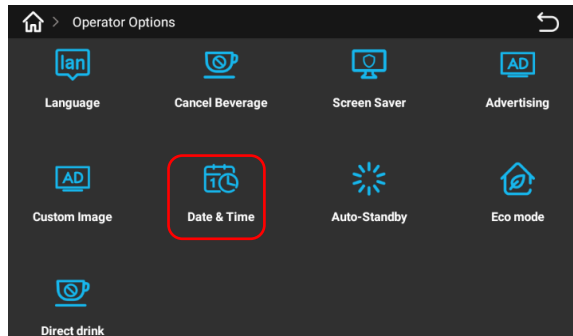 > Operator Options
lan
AD
Language Cancel Beverage Screen Saver Advertising
AD
1
Custom Image Date & Time Auto-Standby Eco mode
Direct drink